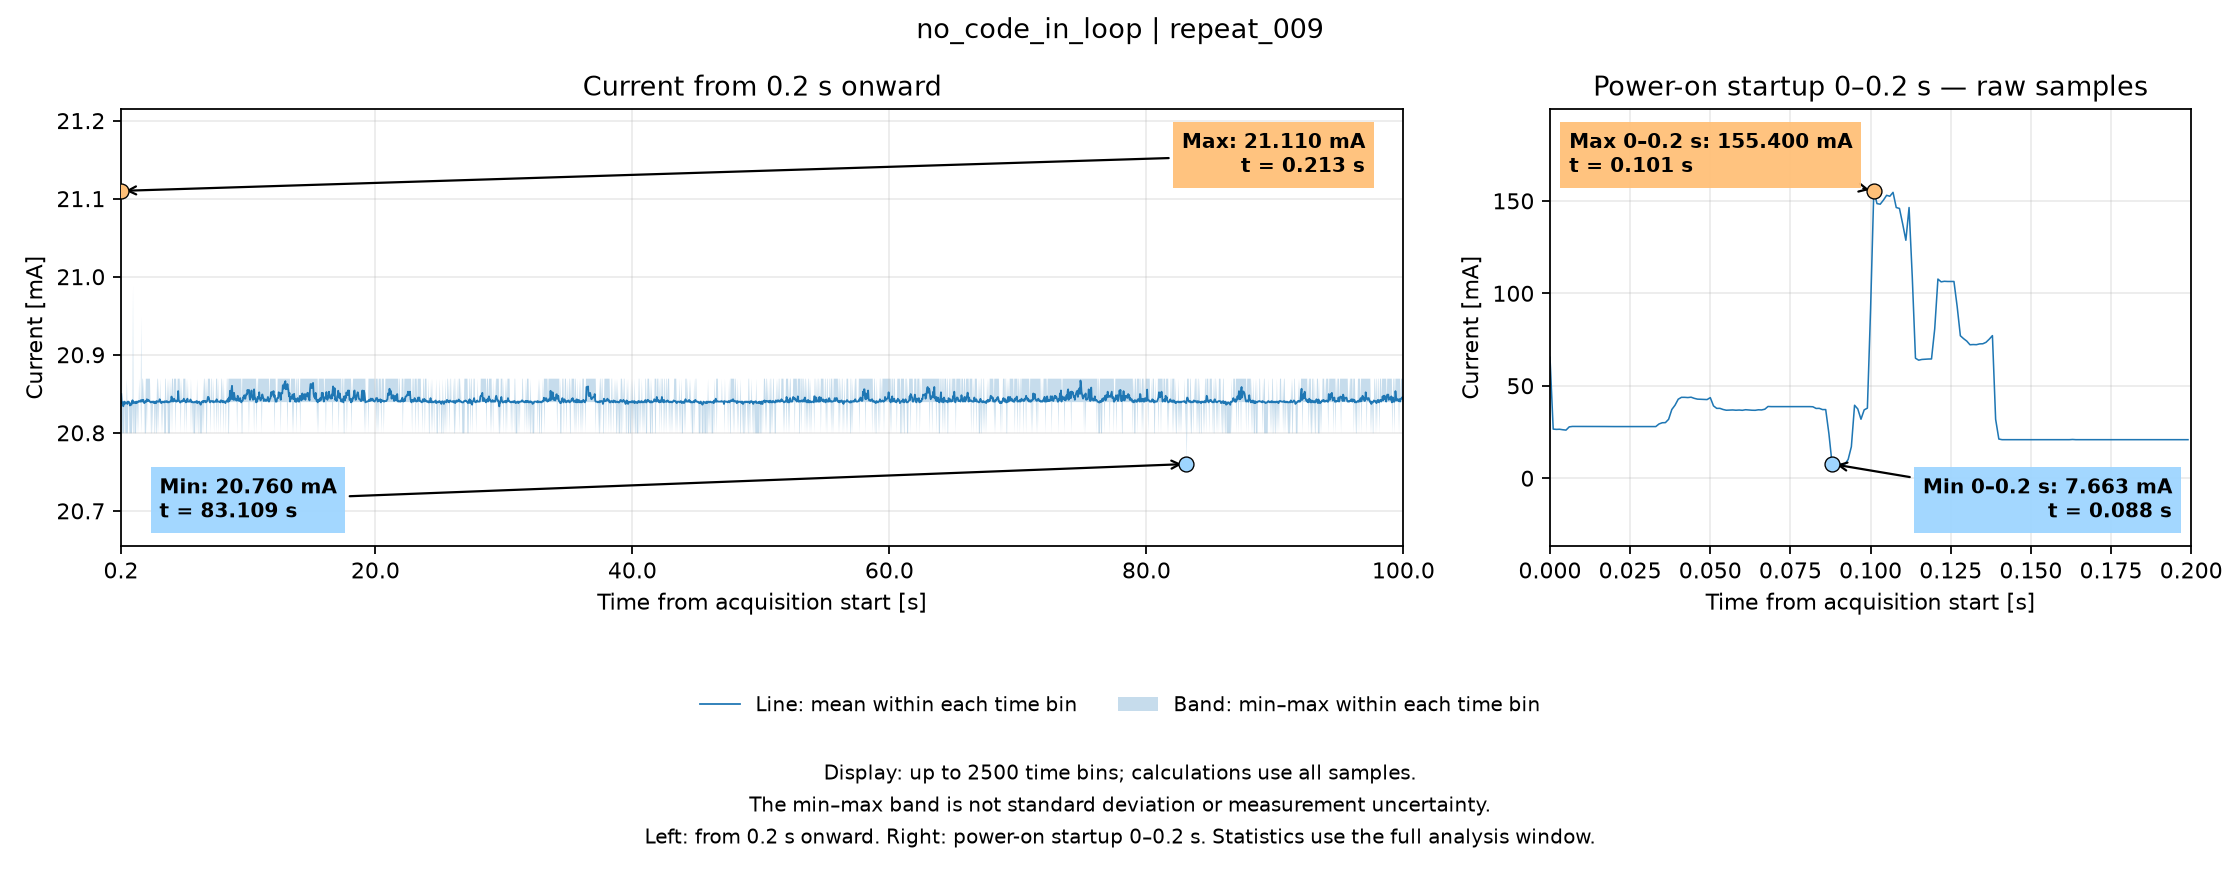 no_code_in_loop | repeat_009
Current from 0.2 s onward
Current [mA]
21.2
21.1
21.0
20.9
20.8
20.7
Max: 21.110 mA
t = 0.213 s
Min: 20.760 mA
t = 83.109 s
0.2
20.0
40.0
60.0
80.0
100.0
Time from acquisition start [s]
Power-on startup 0–0.2 s — raw samples
Current [mA]
150
100
50
0
Max 0–0.2 s: 155.400 mA
t = 0.101 s
Min 0–0.2 s: 7.663 mA
t = 0.088 s
0.000
0.025
0.050
0.075
0.100
0.125
0.150
0.175
0.200
Time from acquisition start [s]
Line: mean within each time bin
Band: min–max within each time bin
Display: up to 2500 time bins; calculations use all samples.
The min–max band is not standard deviation or measurement uncertainty.
Left: from 0.2 s onward. Right: power-on startup 0–0.2 s. Statistics use the full analysis window.